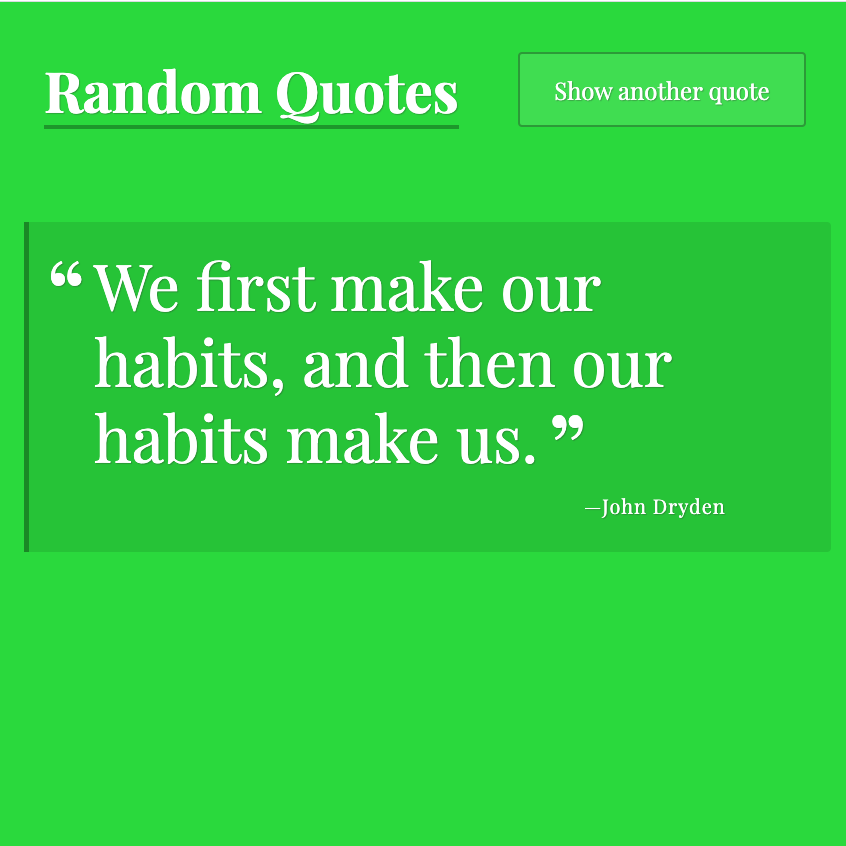 Random Quotes
Show another quote
“ We first make our
habits, and then our
habits make us. ”
—John Dryden